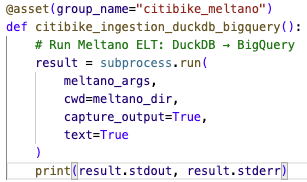 @asset(group_name="citibike_meltano")
def citibike_ingestion_duckdb_bigquery():
    # Run Meltano ELT: DuckDB → BigQuery
    result = subprocess.run(
        meltano_args,
        cwd=meltano_dir,
        capture_output=True,
        text=True
    )
    print(result.stdout, result.stderr)